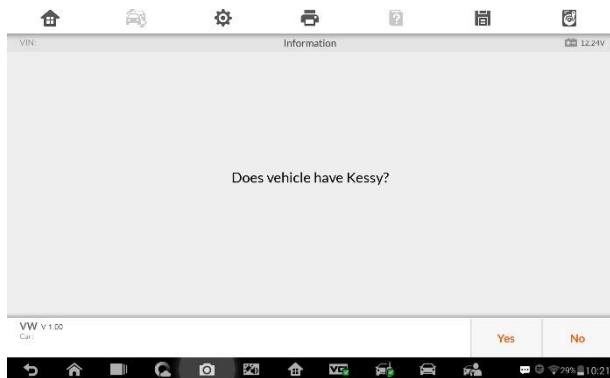 VIN:
Information
12.24V
Does vehicle have Kessy?
VW V 1.00
Car:
Yes
No
29%
10:21